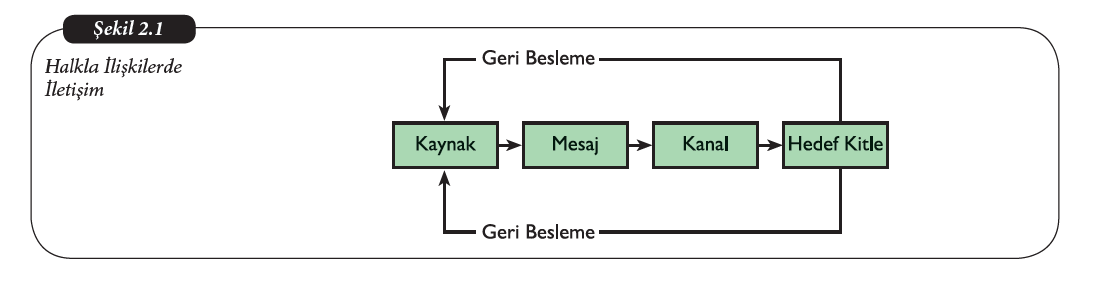 Şekil 2.1
Halkla İlişkilerde
İletişim
Geri Besleme
Kaynak
Mesaj
Kanal
Hedef Kitle
Geri Besleme